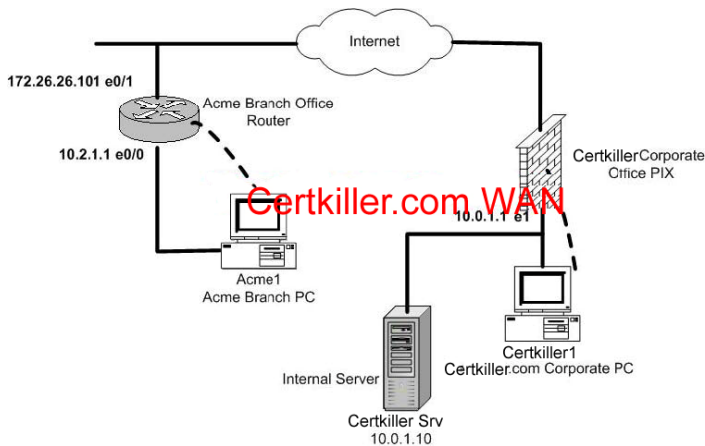 Internet
172.26.26.101 e0/1
Acme Branch Office
Router
10.2.1.1 e0/0
CertkillerCorporate
Office PIX
Certkiller.com WAN
10.0.1.1 e1
Acme1
Acme Branch PC
Certkiller1
Certkiller.com Corporate PC
Internal Server
Certkiller Srv
10.0.1.10